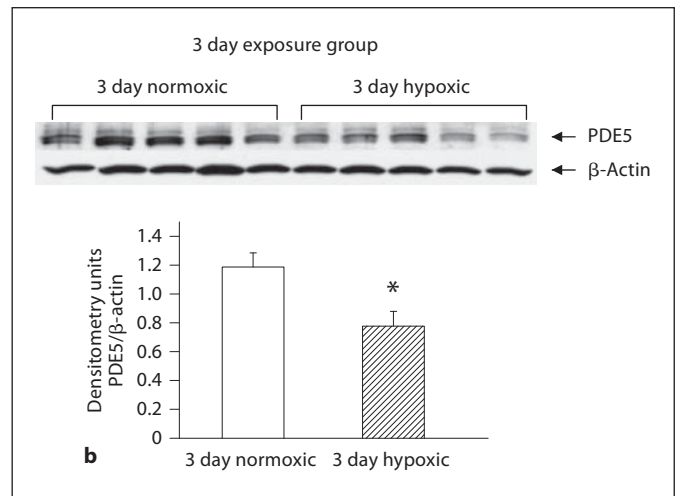 3 day exposure group
3 day normoxic 3 day hypoxic
PDE5
β-Actin
Densitometry units
PDE5/β-actin
1.4
1.2
1.0
0.8
0.6
0.4
0.2
0
*
b
3 day normoxic 3 day hypoxic